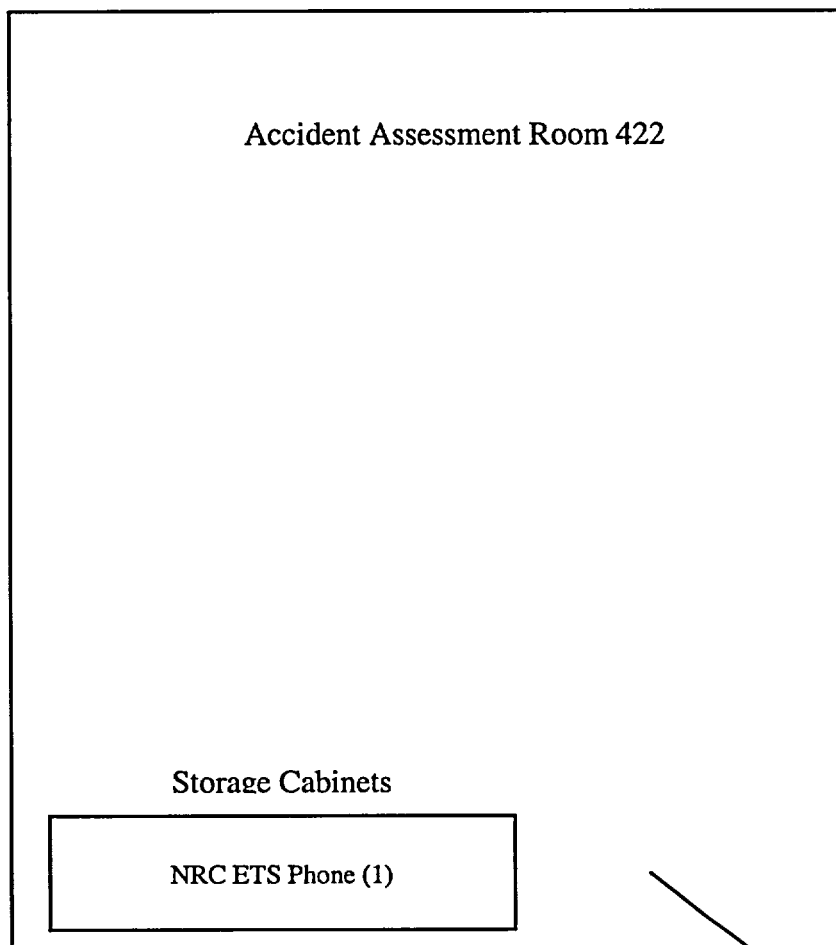 Accident Assessment Room 422
Storage Cabinets
NRC ETS Phone (1)